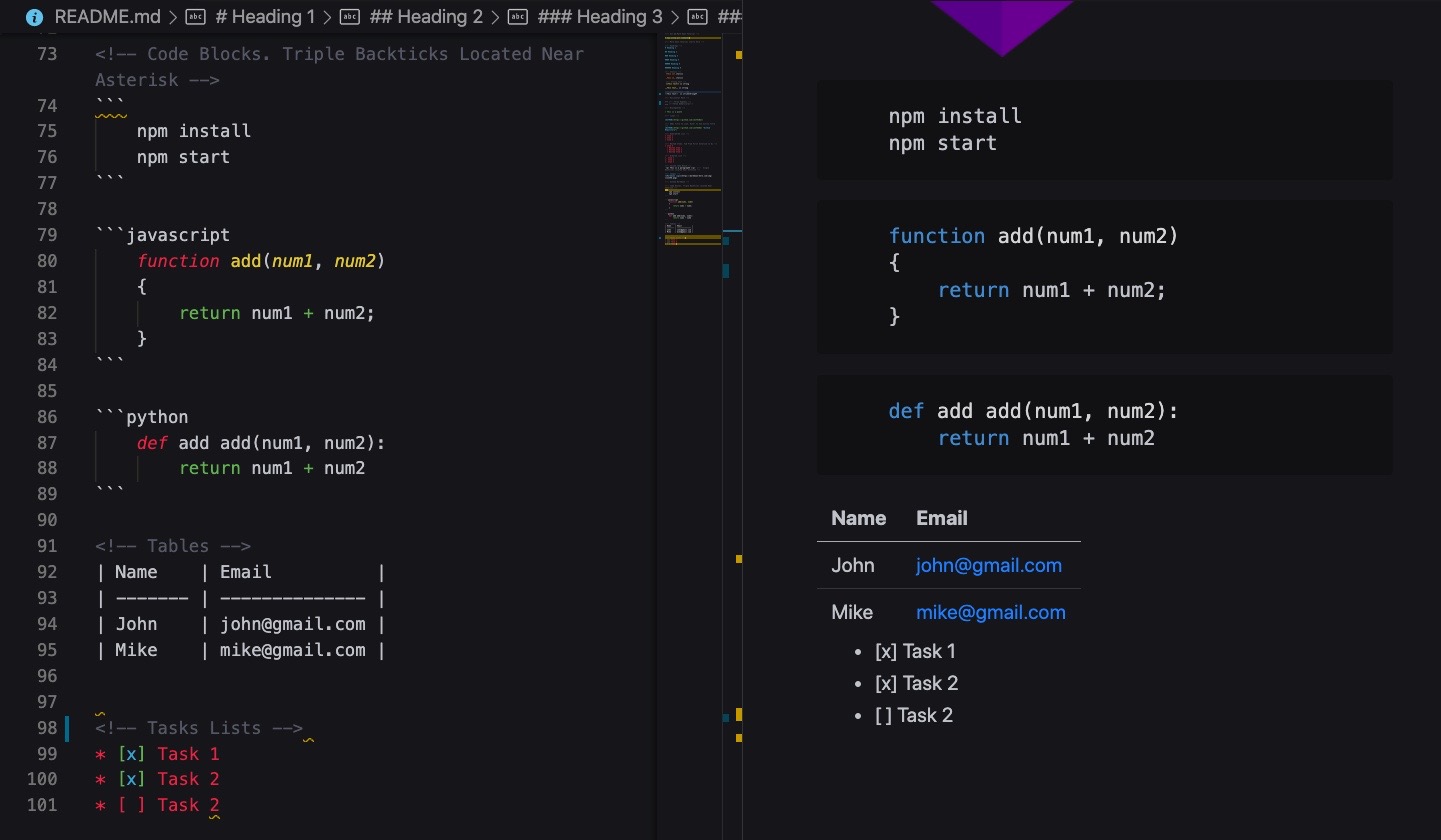 README.md > # Heading 1 > ## Heading 2 > ### Heading 3 > ##
73 <!-- Code Blocks. Triple Backticks Located Near
Asterisk -->
74 ```
75 npm install
76 npm start
77 ```
78
79 ```javascript
80 function add(num1, num2)
81 {
82 return num1 + num2;
83 }
84 ```
85
86 ```python
87 def add add(num1, num2):
88 return num1 + num2
89 ```
90
91 <!-- Tables -->
92 | Name | Email |
93 | ------- | -------------- |
94 | John | john@gmail.com |
95 | Mike | mike@gmail.com |
96
97
98 <!-- Tasks Lists -->
99 * [x] Task 1
100 * [x] Task 2
101 * [ ] Task 2
npm install
npm start
function add(num1, num2)
{
return num1 + num2;
}
def add add(num1, num2):
return num1 + num2
Name Email
John john@gmail.com
Mike mike@gmail.com
• [x] Task 1
• [x] Task 2
• [ ] Task 2